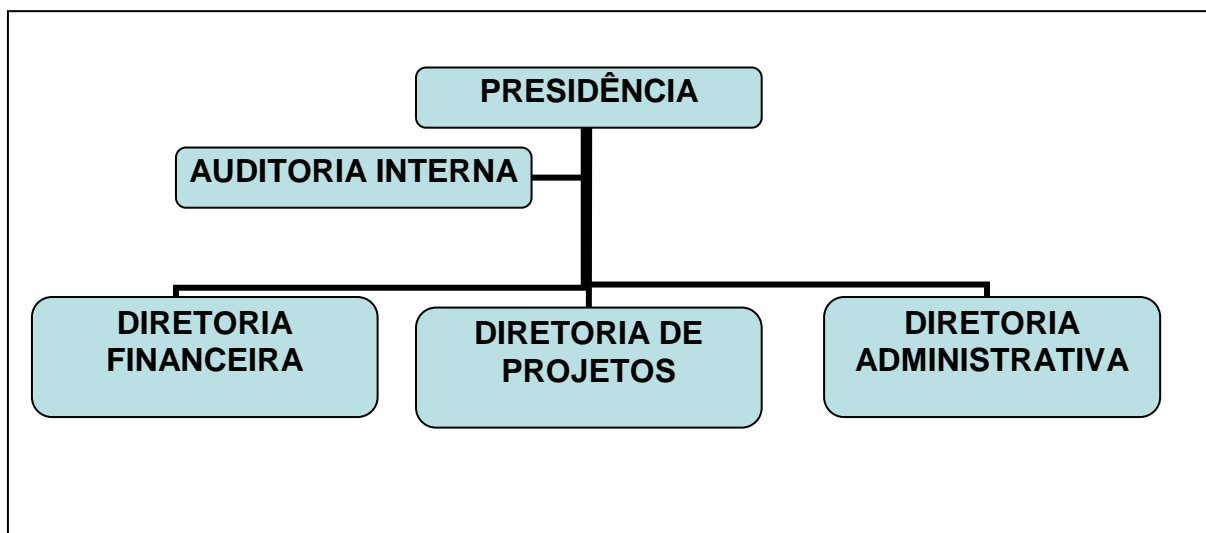 PRESIDÊNCIA
AUDITORIA INTERNA
DIRETORIA
FINANCEIRA
DIRETORIA DE
PROJETOS
DIRETORIA
ADMINISTRATIVA